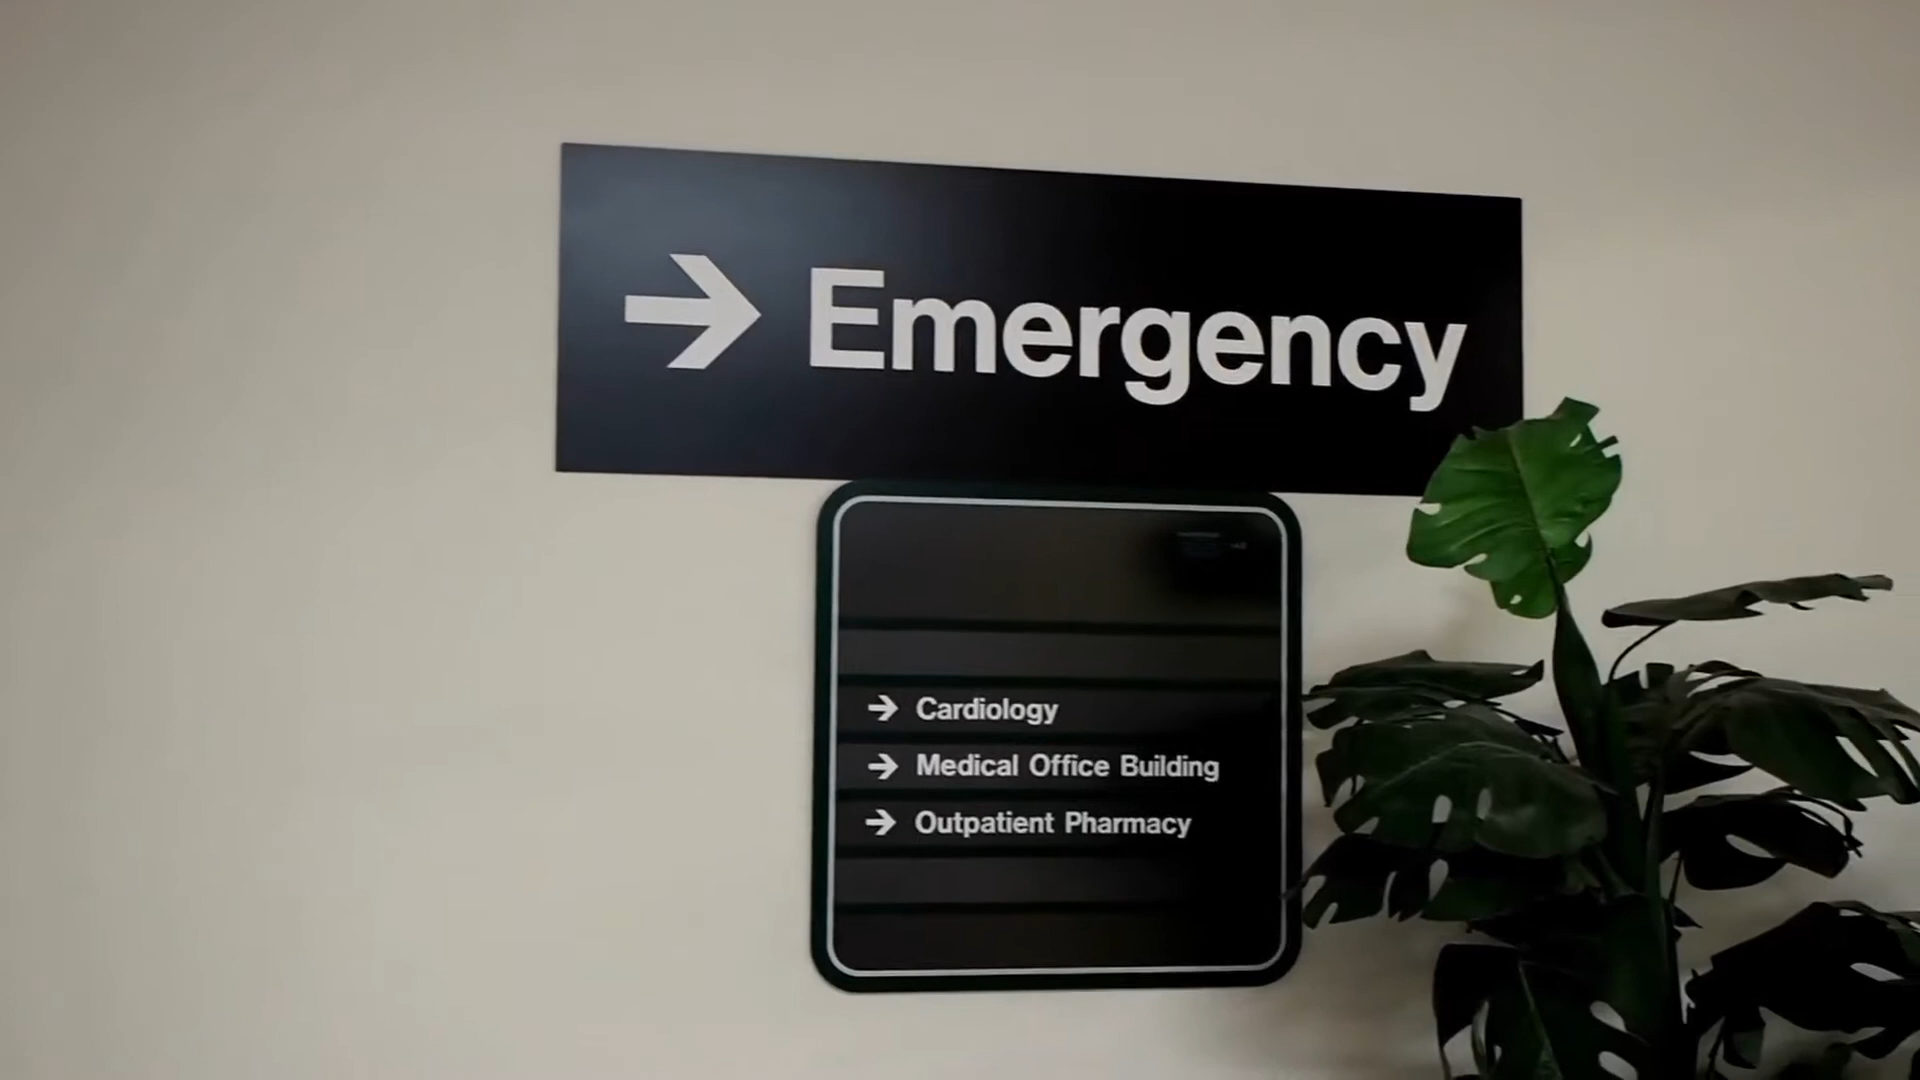 → Emergency
→ Cardiology
→ Medical Office Building
→ Outpatient Pharmacy